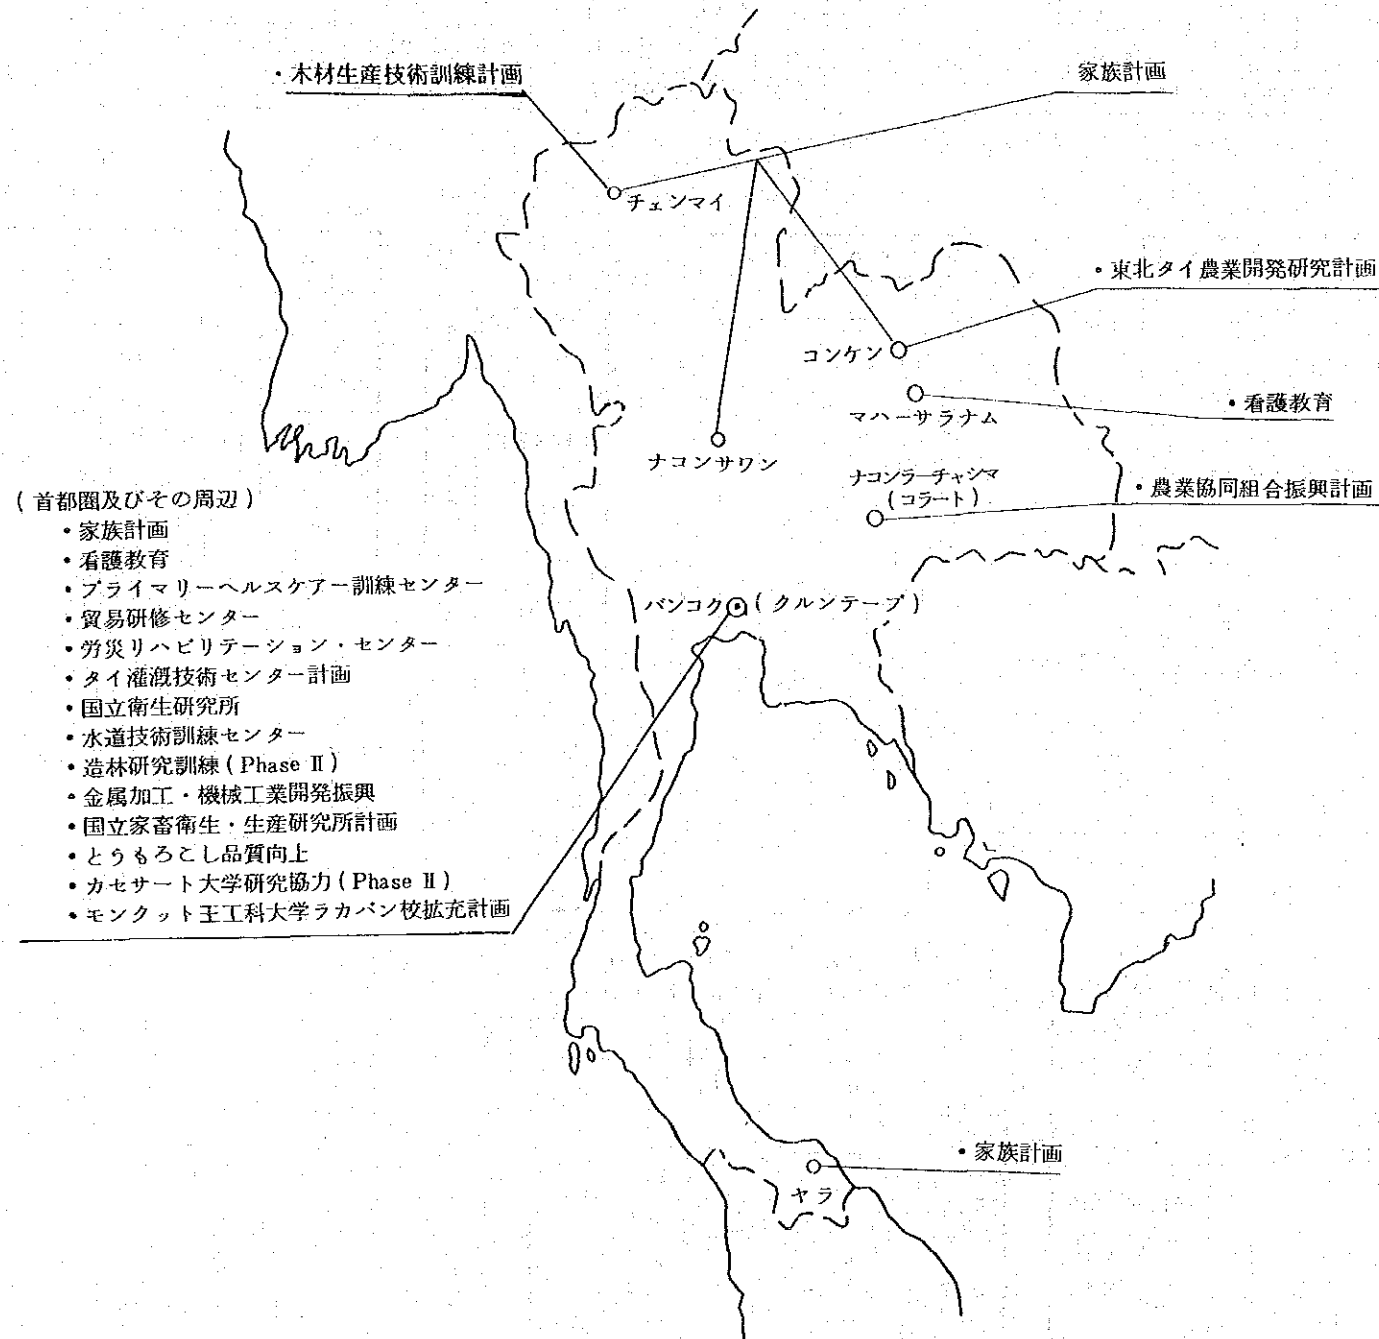 ・木材生産技術訓練計画
家族計画
チェンマイ
・東北タイ農業開発研究計画
コンケン
・看護教育
マハーサラナム
ナコンサワン
ナコンラーチャシマ
(コラート)
・農業協同組合振興計画
(首都圏及びその周辺)
・家族計画
・看護教育
・プライマリーヘルスケアー訓練センター
・貿易研修センター
・労災リハビリテーション・センター
・タイ灌漑技術センター計画
・国立衛生研究所
・水道技術訓練センター
・造林研究訓練(Phase Ⅱ)
・金属加工・機械工業開発振興
・国立家畜衛生・生産研究所計画
・とうもろこし品質向上
・カセサート大学研究協力(Phase Ⅱ)
・モンクット王工科大学ラカバン校拡充計画
バンコク(クルンテープ)
・家族計画
ヤラ